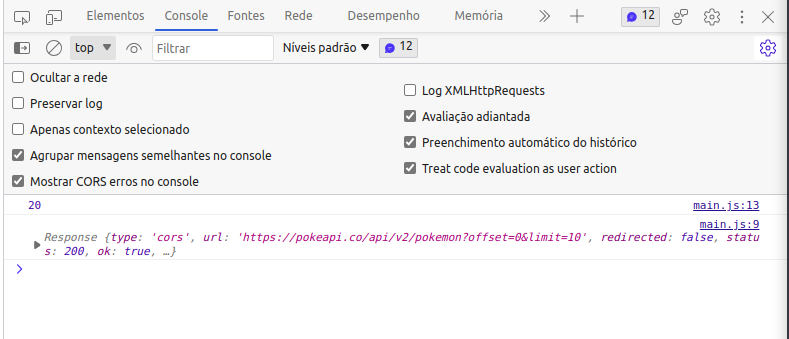 Elementos Console Fontes Rede Desempenho Memória 12
top Filtrar Níveis padrão 12
Ocultar a rede
Log XMLHttpRequests
Preservar log
Avaliação adiantada
Apenas contexto selecionado
Preenchimento automático do histórico
Agrupar mensagens semelhantes no console
Treat code evaluation as user action
Mostrar CORS erros no console
20 main.js:13
main.js:9
Response {type: 'cors', url: 'https://pokeapi.co/api/v2/pokemon?offset=0&limit=10', redirected: false, statu
s: 200, ok: true, …}